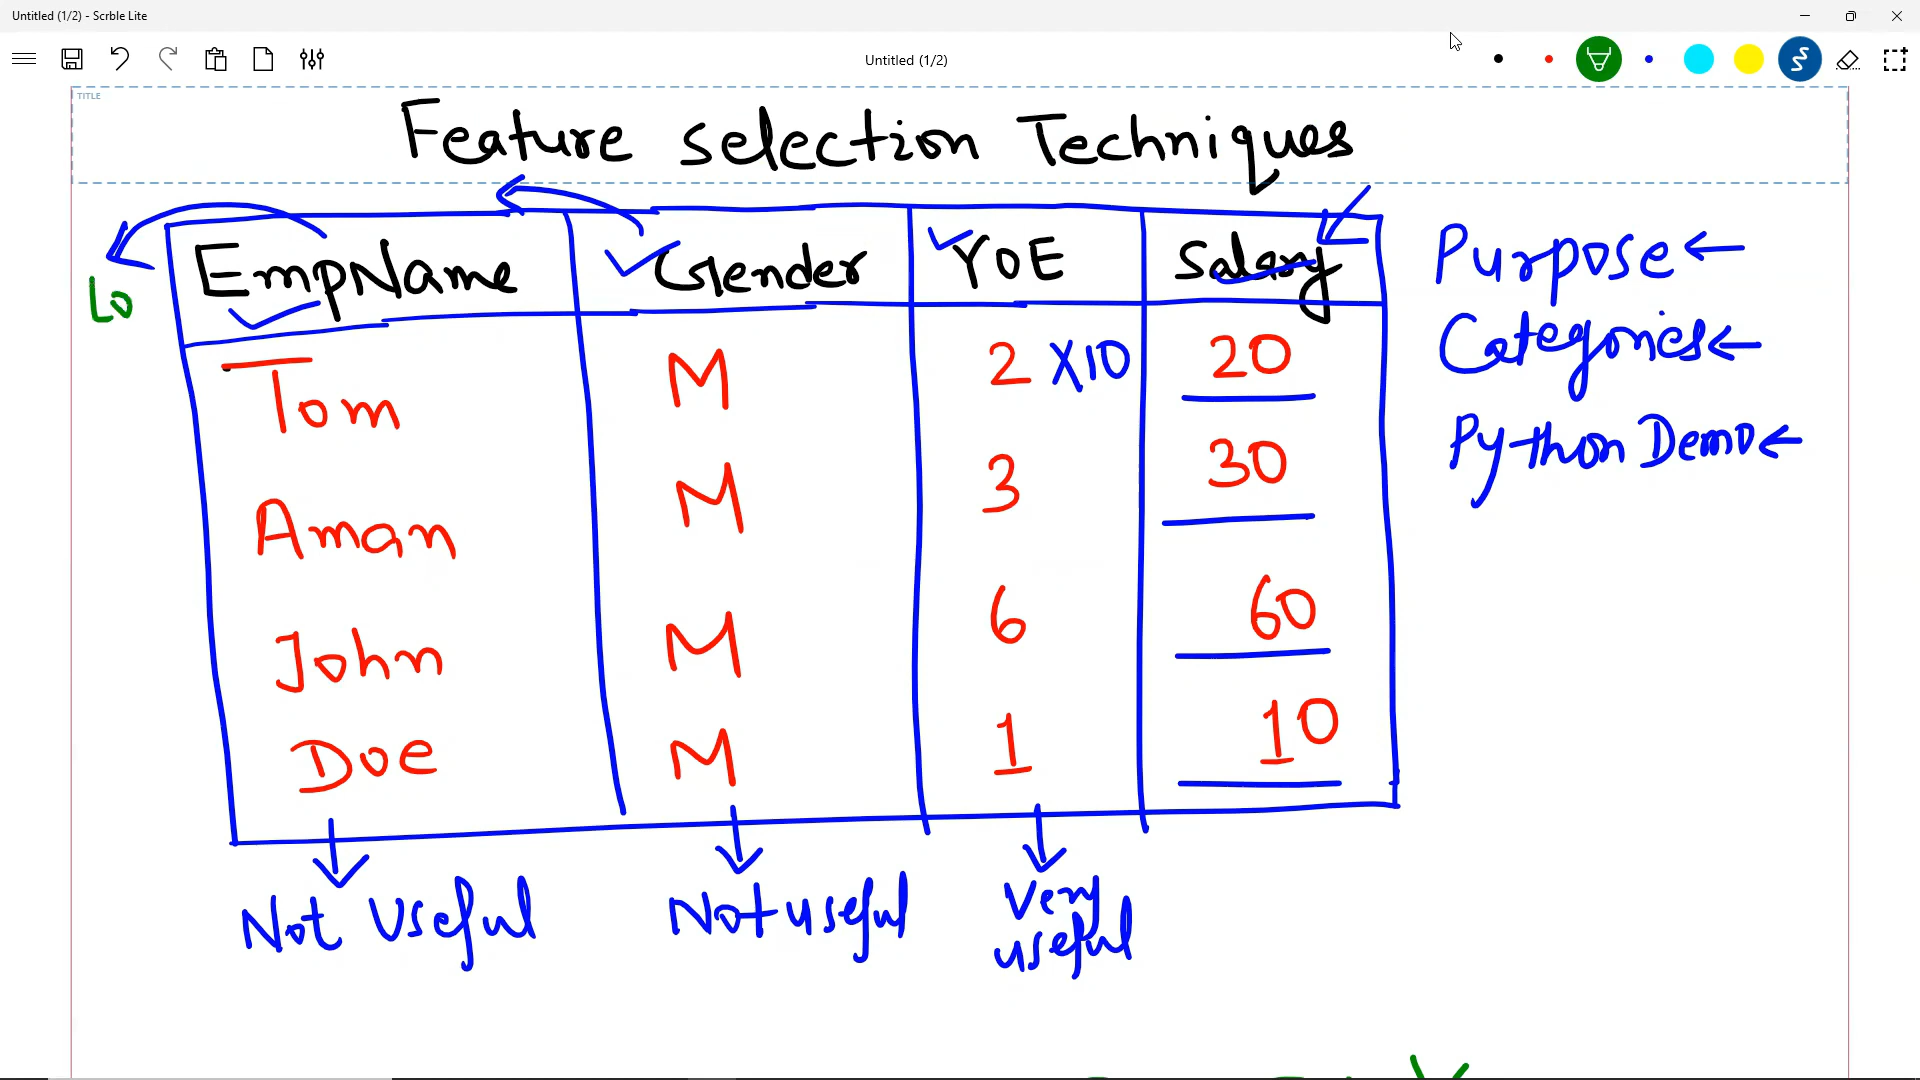 Untitled (1/2) - Scrble Lite
Untitled (1/2)
TITLE
Feature selection Techniques
EmpName Gender YOE Salary
Purpose ←
Lo
Categories ←
Tom M 2 X10 20
Python Demo ←
Aman M 3 30
John M 6 60
Doe M 1 10
Not Useful Not useful Very
useful